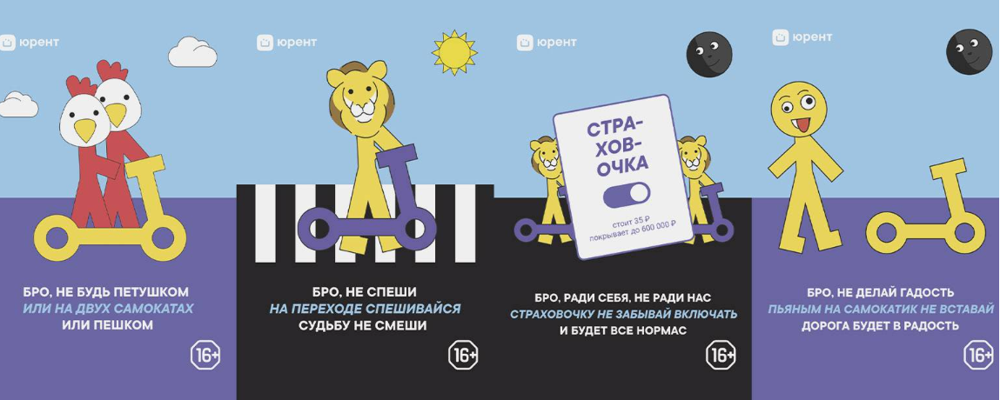 юрент
БРО, НЕ БУДЬ ПЕТУШКОМ
ИЛИ НА ДВУХ САМОКАТАХ
ИЛИ ПЕШКОМ
16+
юрент
БРО, НЕ СПЕШИ
НА ПЕРЕХОДЕ СПЕШИВАЙСЯ
СУДЬБУ НЕ СМЕШИ
16+
юрент
СТРА-
ХОВ-
ОЧКА
стоит 35 ₽
покрывает до 600 000 ₽
БРО, РАДИ СЕБЯ, НЕ РАДИ НАС
СТРАХОВОЧКУ НЕ ЗАБЫВАЙ ВКЛЮЧАТЬ
И БУДЕТ ВСЕ НОРМАС
16+
юрент
БРО, НЕ ДЕЛАЙ ГАДОСТЬ
ПЬЯНЫМ НА САМОКАТИК НЕ ВСТАВАЙ
ДОРОГА БУДЕТ В РАДОСТЬ
16+